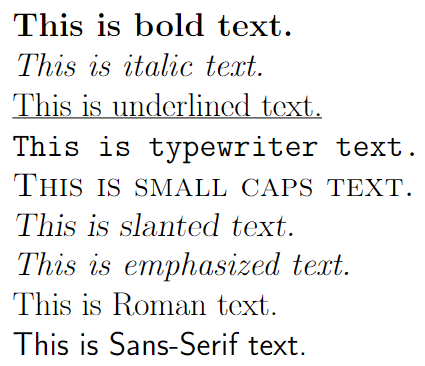 This is bold text.
This is italic text.
This is underlined text.
This is typewriter text.
This is small caps text.
This is slanted text.
This is emphasized text.
This is Roman text.
This is Sans-Serif text.